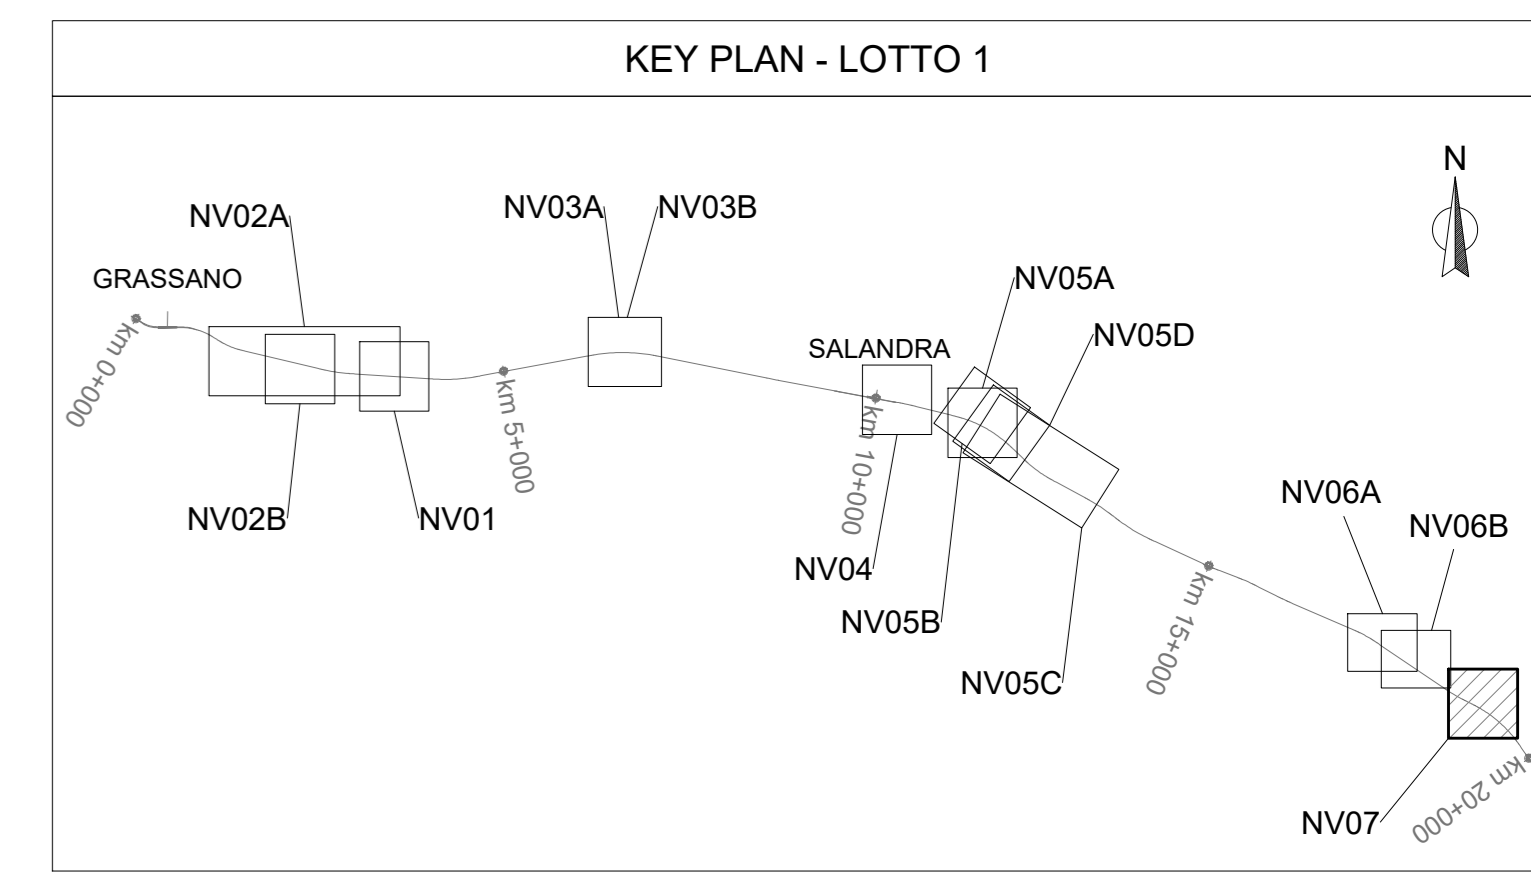 KEY PLAN - LOTTO 1
N
NV02A
NV03A
NV03B
GRASSANO
NV05A
NV05D
SALANDRA
km 0+000
km 5+000
km 10+000
NV02B
NV01
NV06A
NV06B
NV04
NV05B
km 15+000
NV05C
km 20+000
NV07